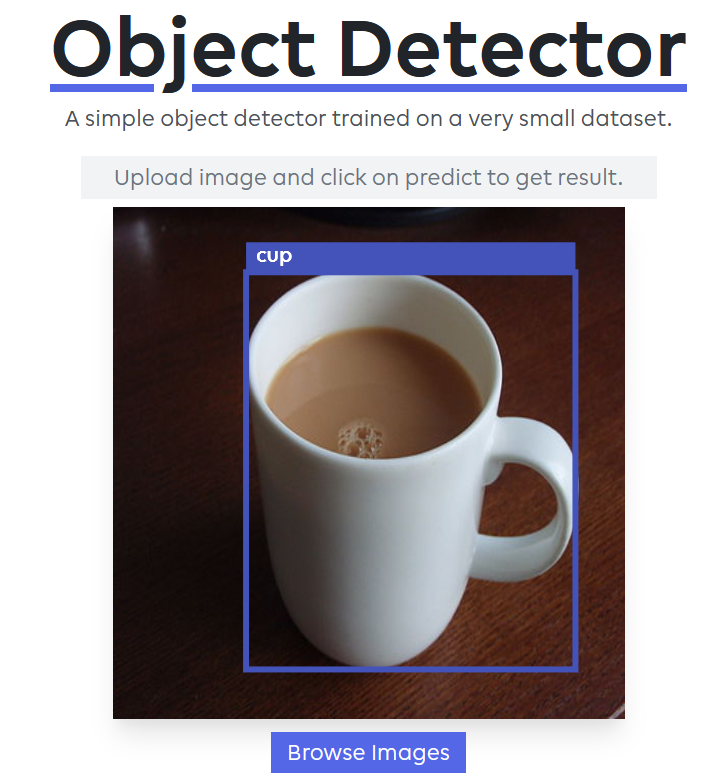 Object Detector
A simple object detector trained on a very small dataset.
Upload image and click on predict to get result.
cup
Browse Images